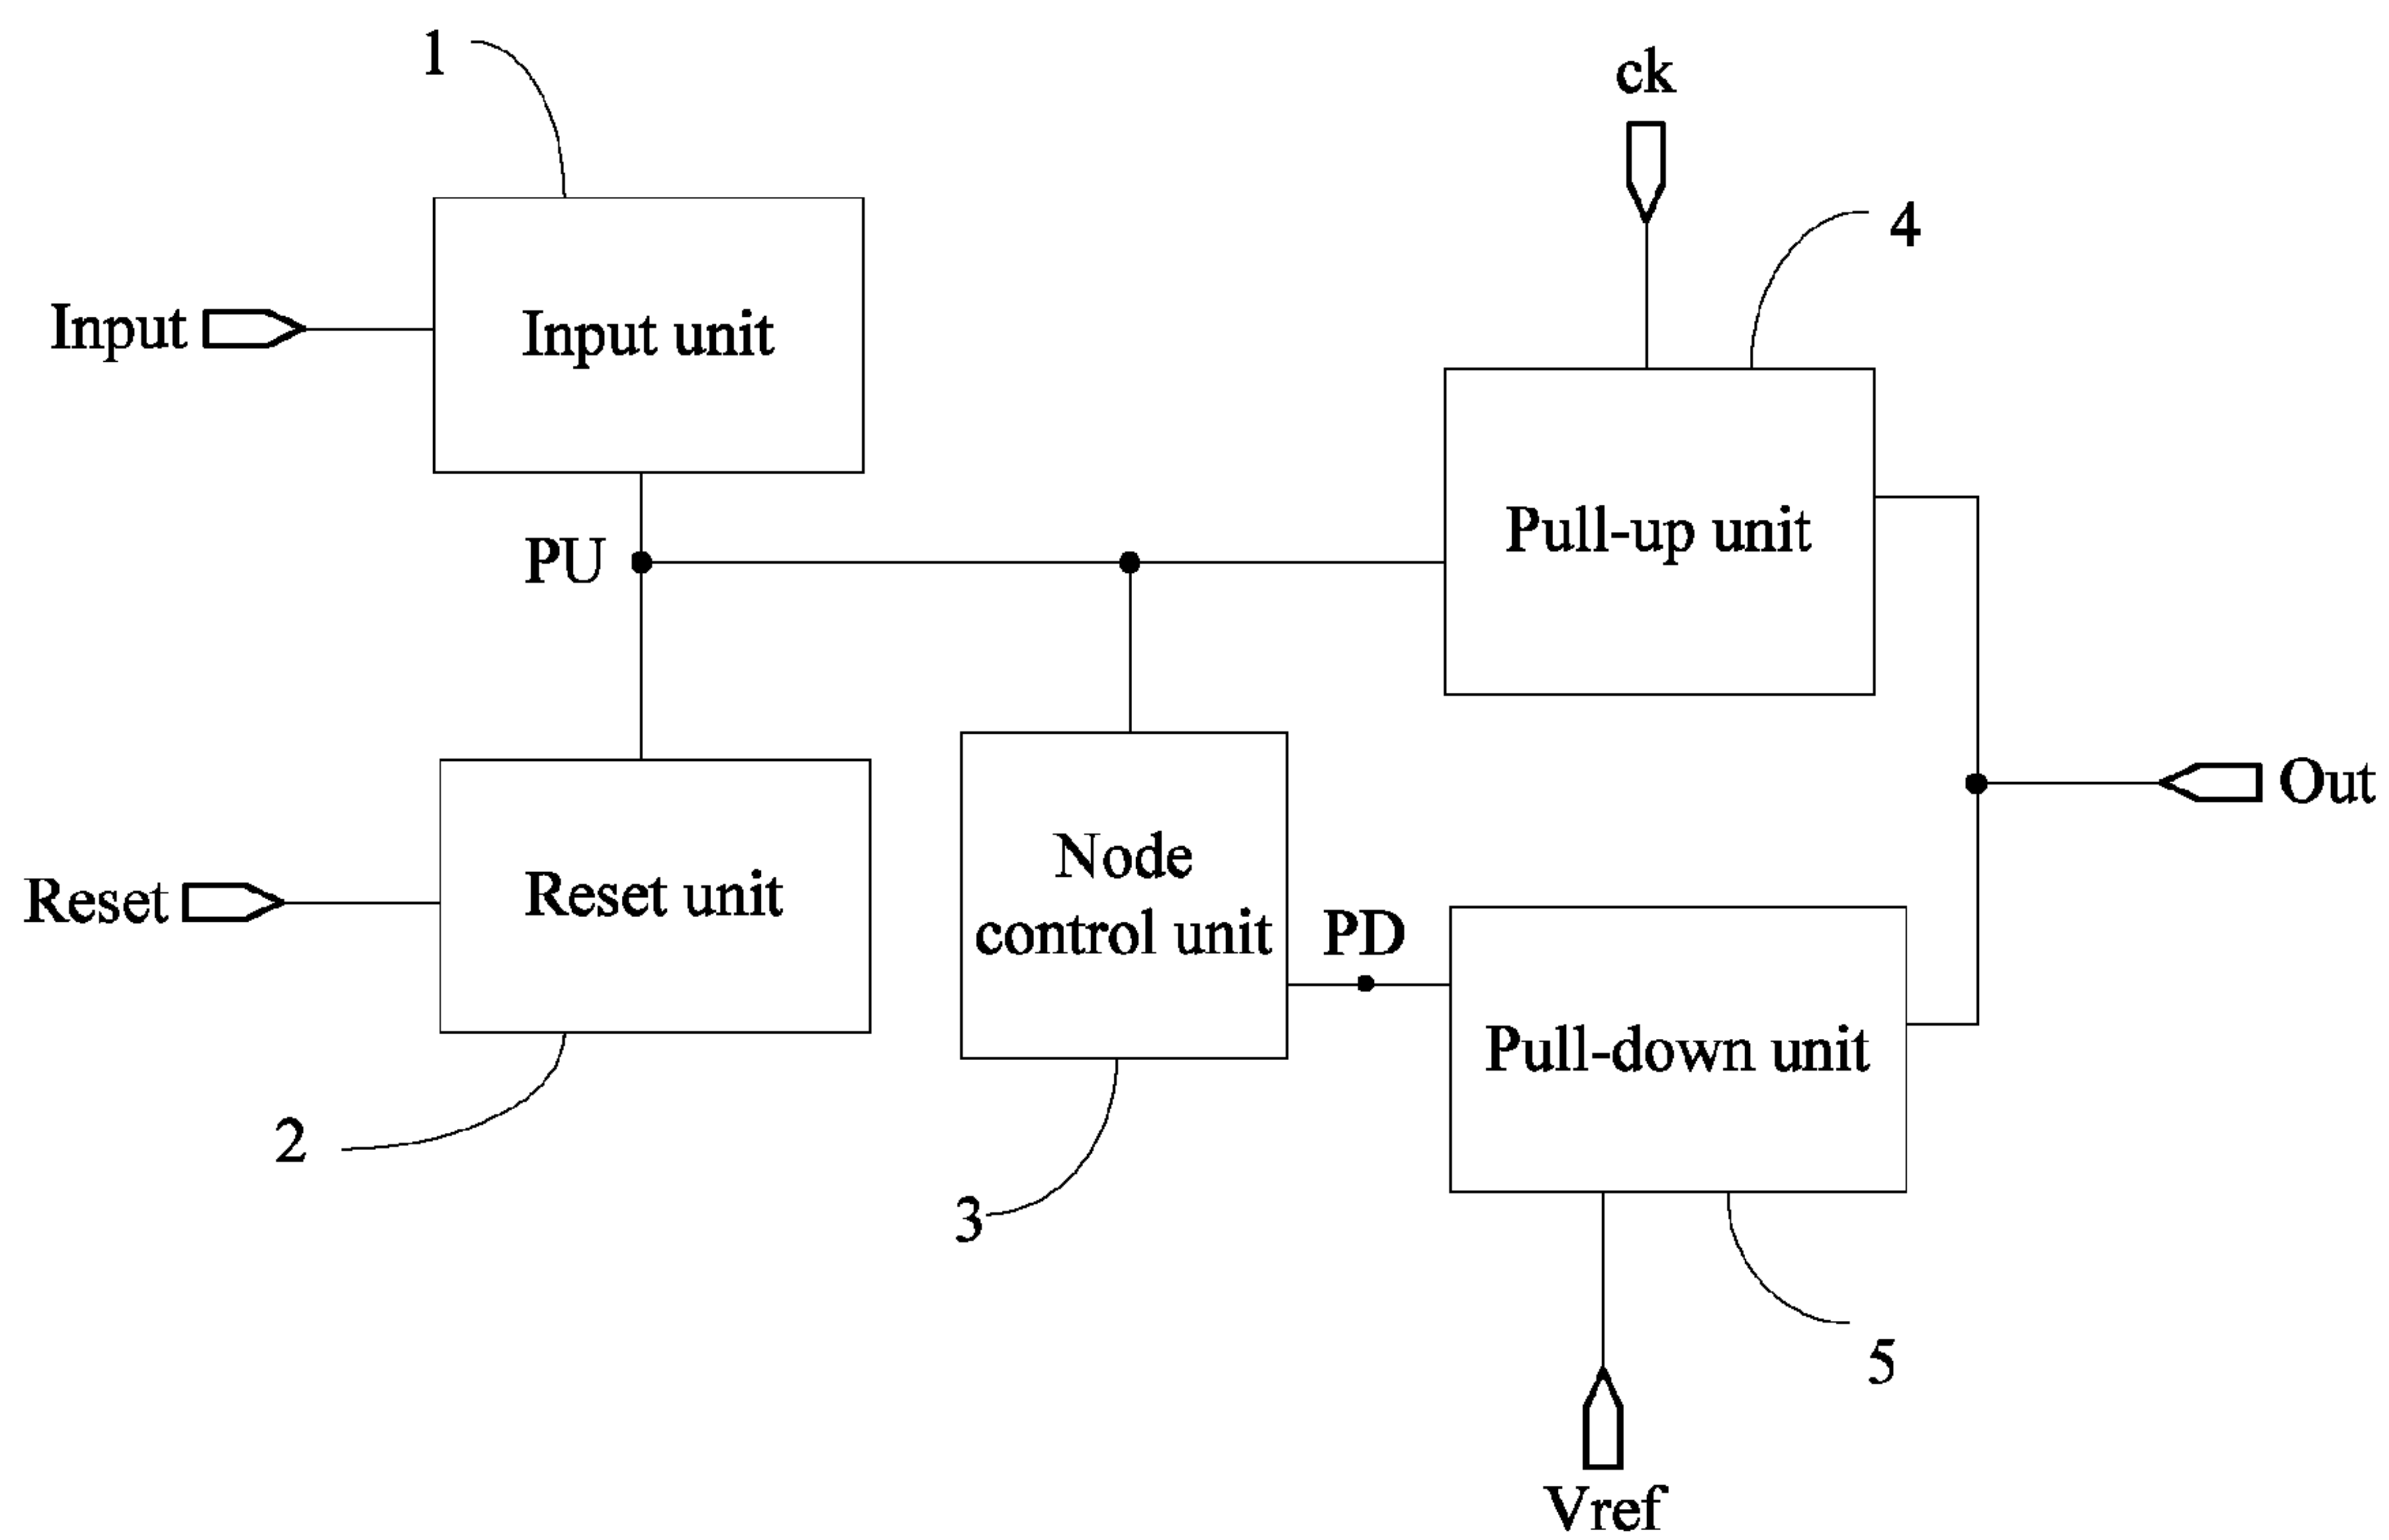 1
ck
4
Input
Input unit
Pull-up unit
PU
Out
Node
control unit
Reset
Reset unit
PD
Pull-down unit
2
3
5
Vref